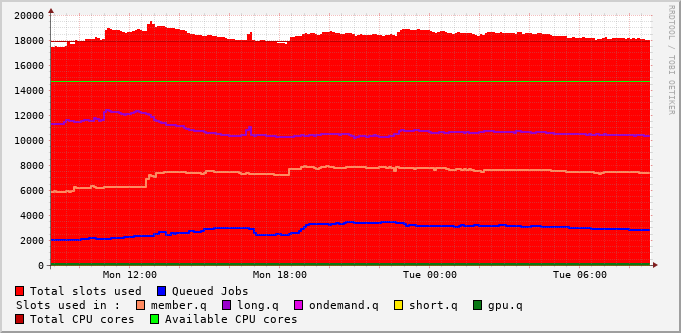 20000
18000
16000
14000
12000
10000
8000
6000
4000
2000
0
Mon 12:00 Mon 18:00 Tue 00:00 Tue 06:00
RRDTOOL / TOBI OETIKER
Total slots used Queued Jobs
Slots used in : member.q long.q ondemand.q short.q gpu.q
Total CPU cores Available CPU cores